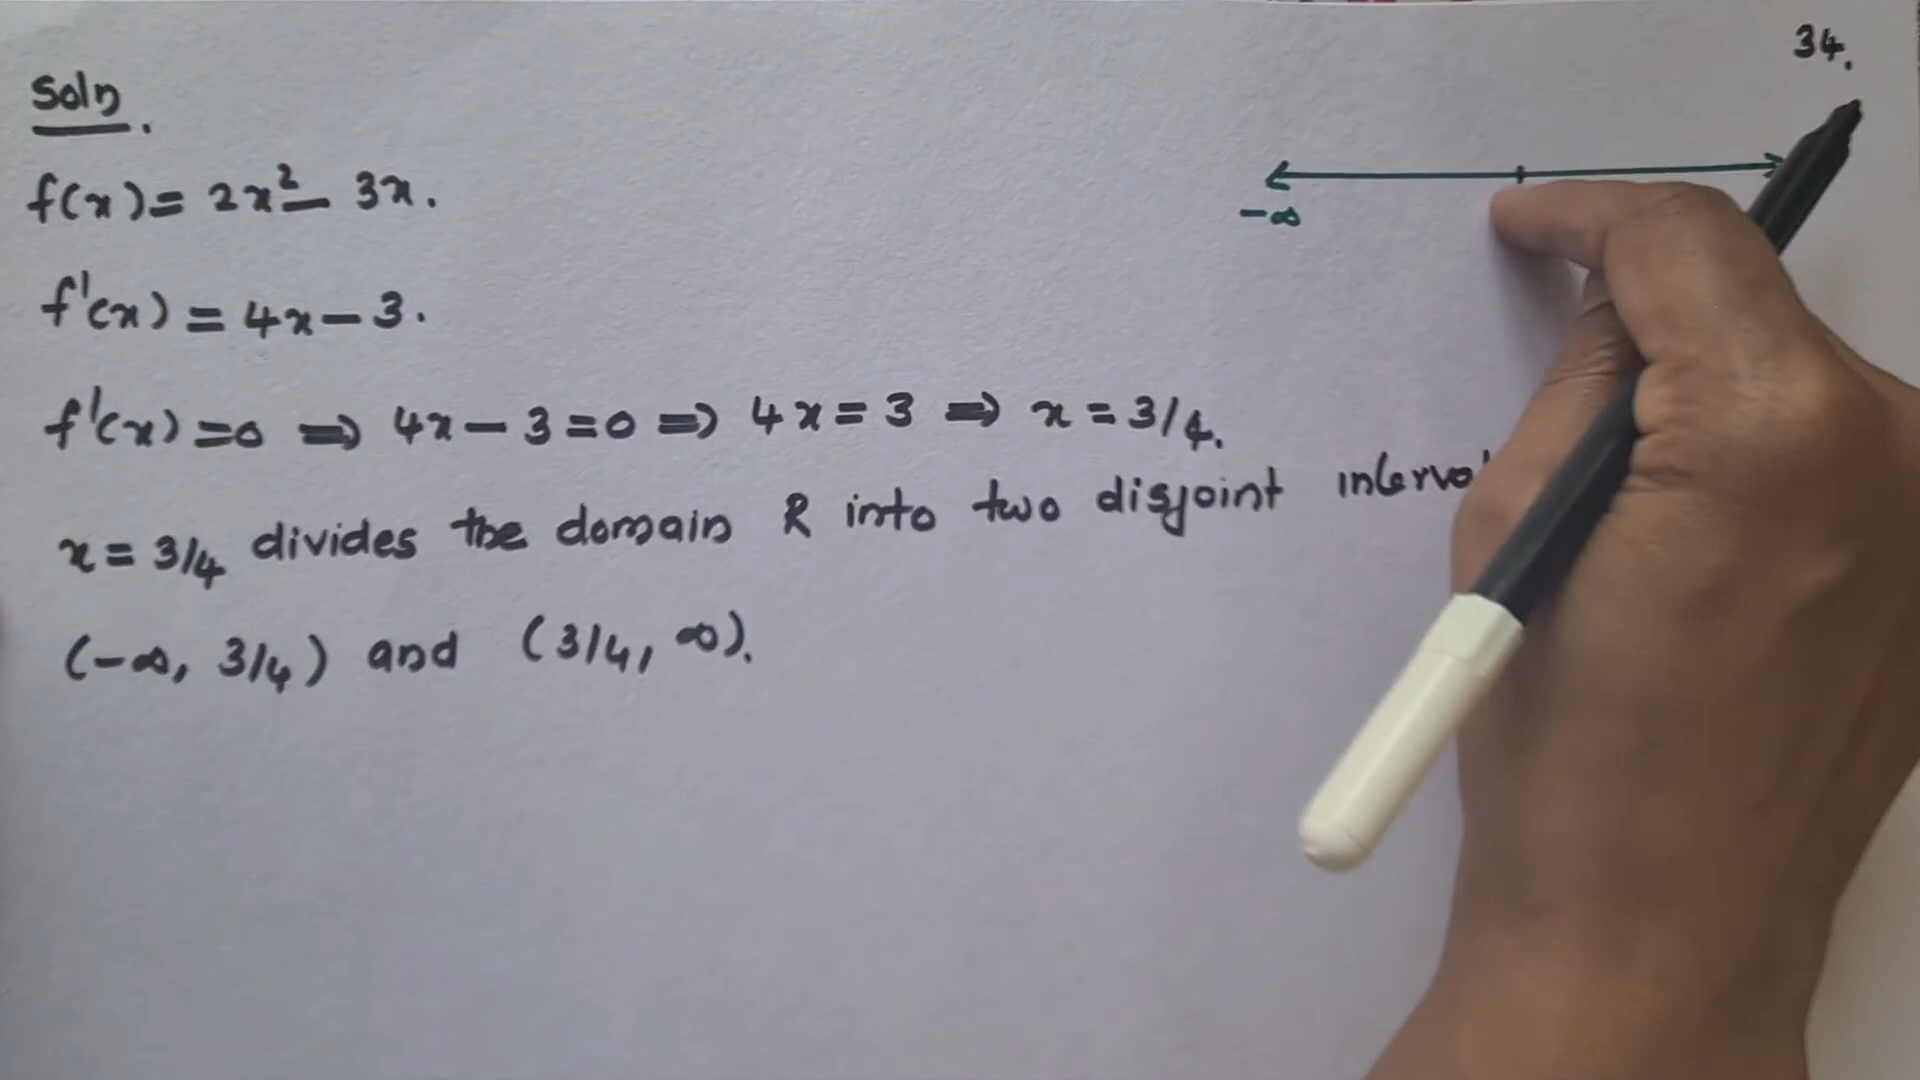 34.
Soln.
-∞
f(x) = 2x² - 3x.
f'(x) = 4x - 3.
f'(x) = 0 ⇒ 4x - 3 = 0 ⇒ 4x = 3 ⇒ x = 3/4.
x = 3/4 divides the domain R into two disjoint
(-∞, 3/4) and (3/4, ∞).